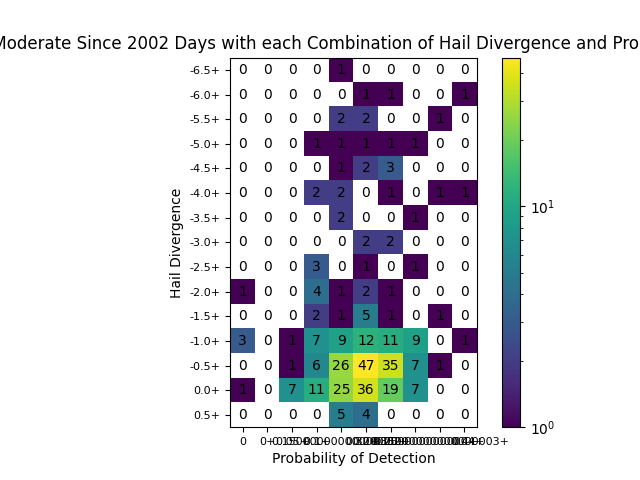 Moderate Since 2002 Days with each Combination of Hail Divergence and Pro
-6.5+ 0 0 0 0 1 0 0 0 0 0
-6.0+ 0 0 0 0 0 1 1 0 0 1
-5.5+ 0 0 0 0 2 2 0 0 1 0
-5.0+ 0 0 0 1 1 1 1 1 0 0
-4.5+ 0 0 0 0 1 2 3 0 0 0
-4.0+ 0 0 0 2 2 0 1 0 1 1
-3.5+ 0 0 0 0 2 0 0 1 0 0
-3.0+ 0 0 0 0 0 2 2 0 0 0
-2.5+ 0 0 0 3 0 1 0 1 0 0
-2.0+ 1 0 0 4 1 2 1 0 0 0
-1.5+ 0 0 0 2 1 5 1 0 1 0
-1.0+ 3 0 1 7 9 12 11 9 0 1
-0.5+ 0 0 1 6 26 47 35 7 1 0
0.0+ 1 0 7 11 25 36 19 7 0 0
0.5+ 0 0 0 0 5 4 0 0 0 0
0
Probability of Detection
Hail Divergence
10^1
10^0